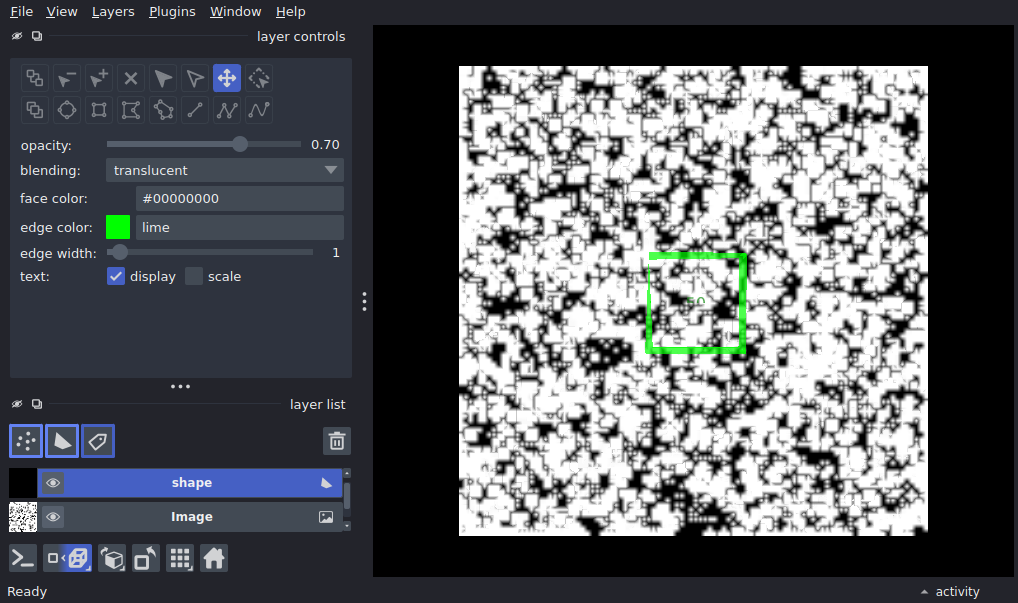 File View Layers Plugins Window Help
layer controls
opacity: 0.70
blending: translucent
face color: #00000000
edge color: lime
edge width: 1
text: display scale
layer list
shape
Image
Ready
activity